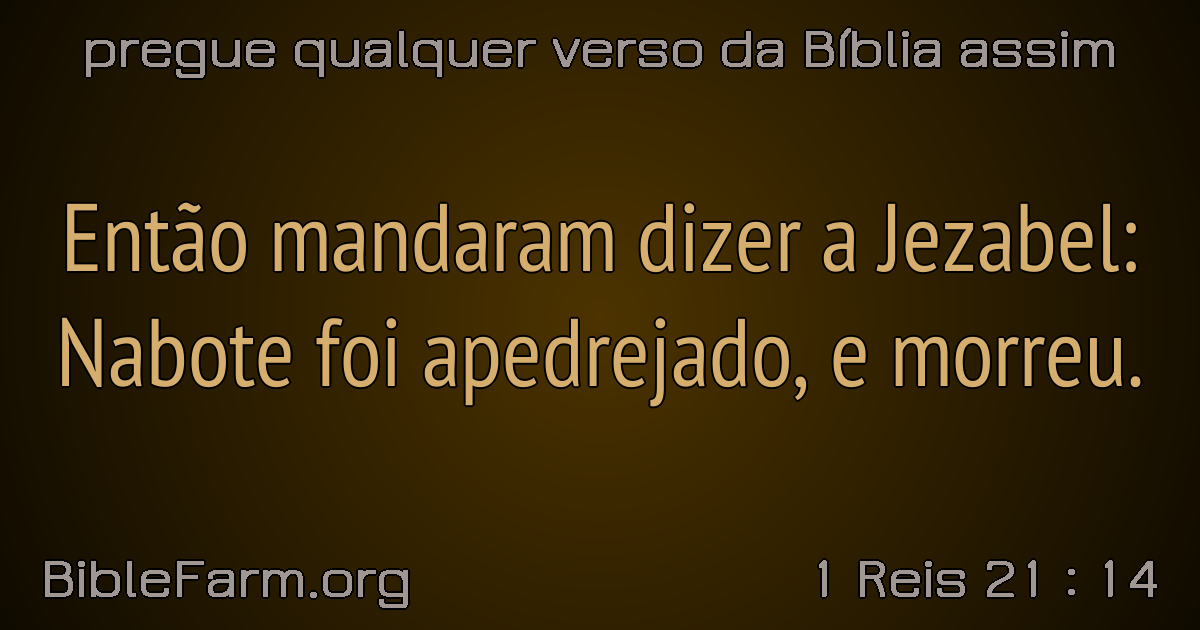 pregue qualquer verso da Bíblia assim
Então mandaram dizer a Jezabel:
Nabote foi apedrejado, e morreu.
BibleFarm.org
1 Reis 21 : 14